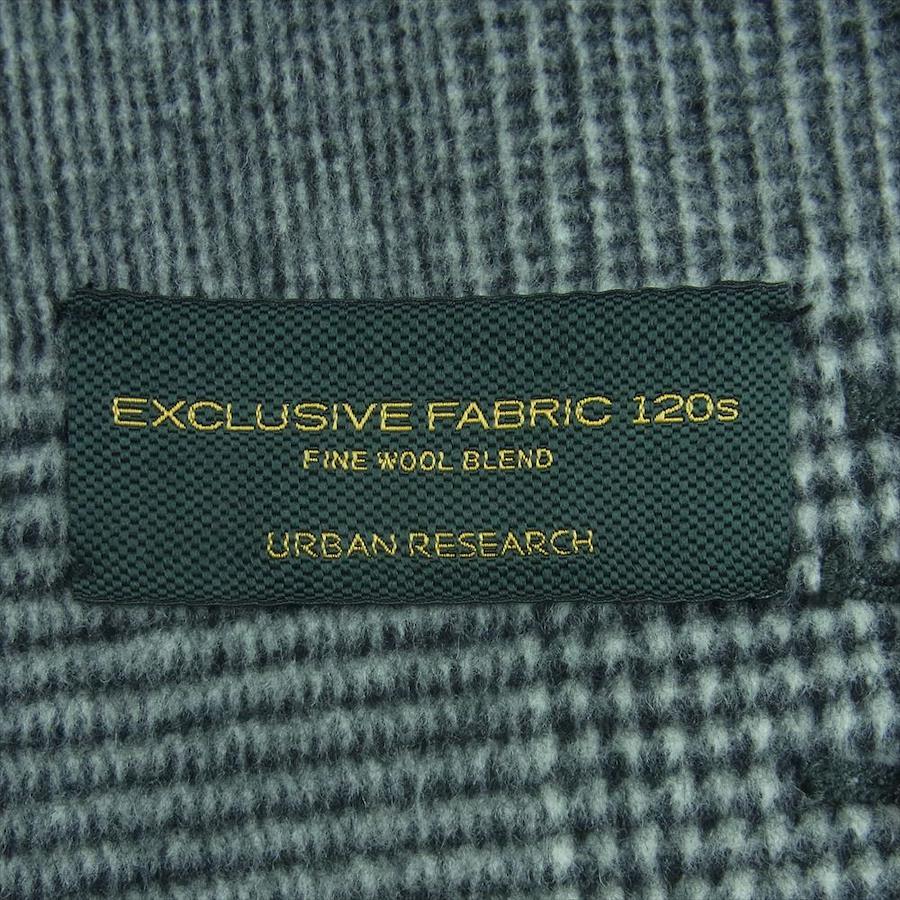 EXCLUSIVE FABRIC 120s
FINE WOOL BLEND
URBAN RESEARCH